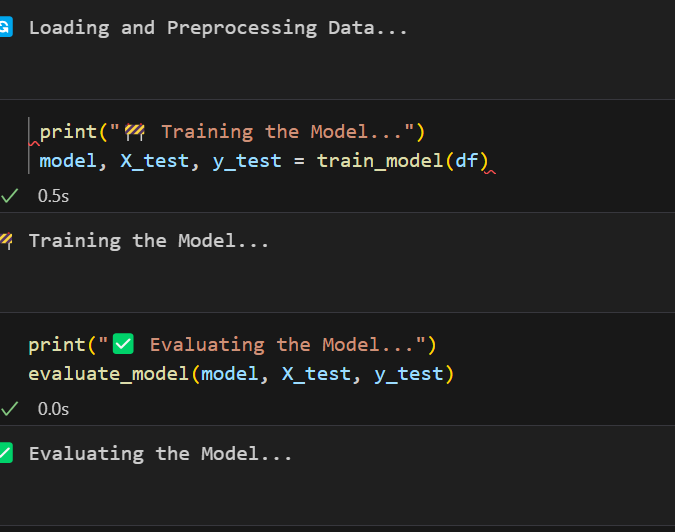 🔄 Loading and Preprocessing Data...
print("🚧 Training the Model...")
model, X_test, y_test = train_model(df)
✓ 0.5s
🚧 Training the Model...
print("✅ Evaluating the Model...")
evaluate_model(model, X_test, y_test)
✓ 0.0s
✅ Evaluating the Model...